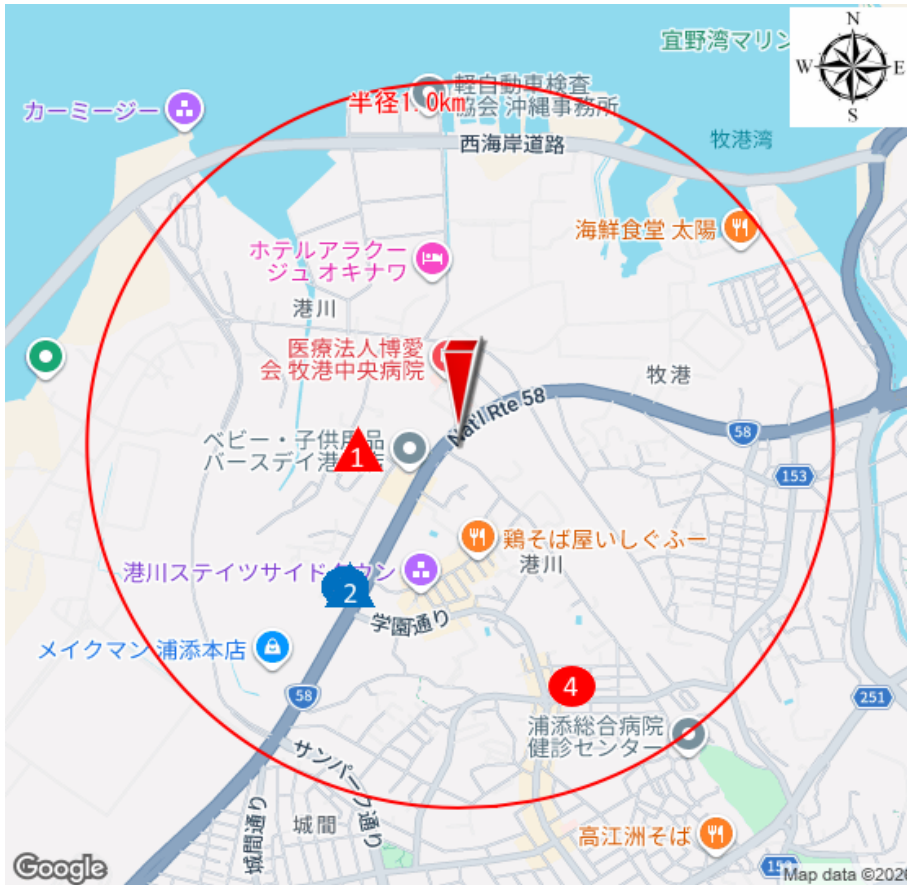 N
W
E
S
宜野湾マリン
軽自動車検査
協会 沖縄事務所
カーミージー
半径1.0km
西海岸道路
牧港湾
海鮮食堂 太陽
ホテルアラクー
ジュ オキナワ
港川
医療法人博愛
会 牧港中央病院
牧港
Nat'l Rte 58
58
ベビー・子供用品
バースデイ港
1
153
鶏そば屋いしぐふー
港川
港川ステイツサイドタウン
2
学園通り
メイクマン 浦添本店
4
58
251
浦添総合病院
健診センター
サンパーク通り
城間通り
城間
高江洲そば
Google
Map data ©2026